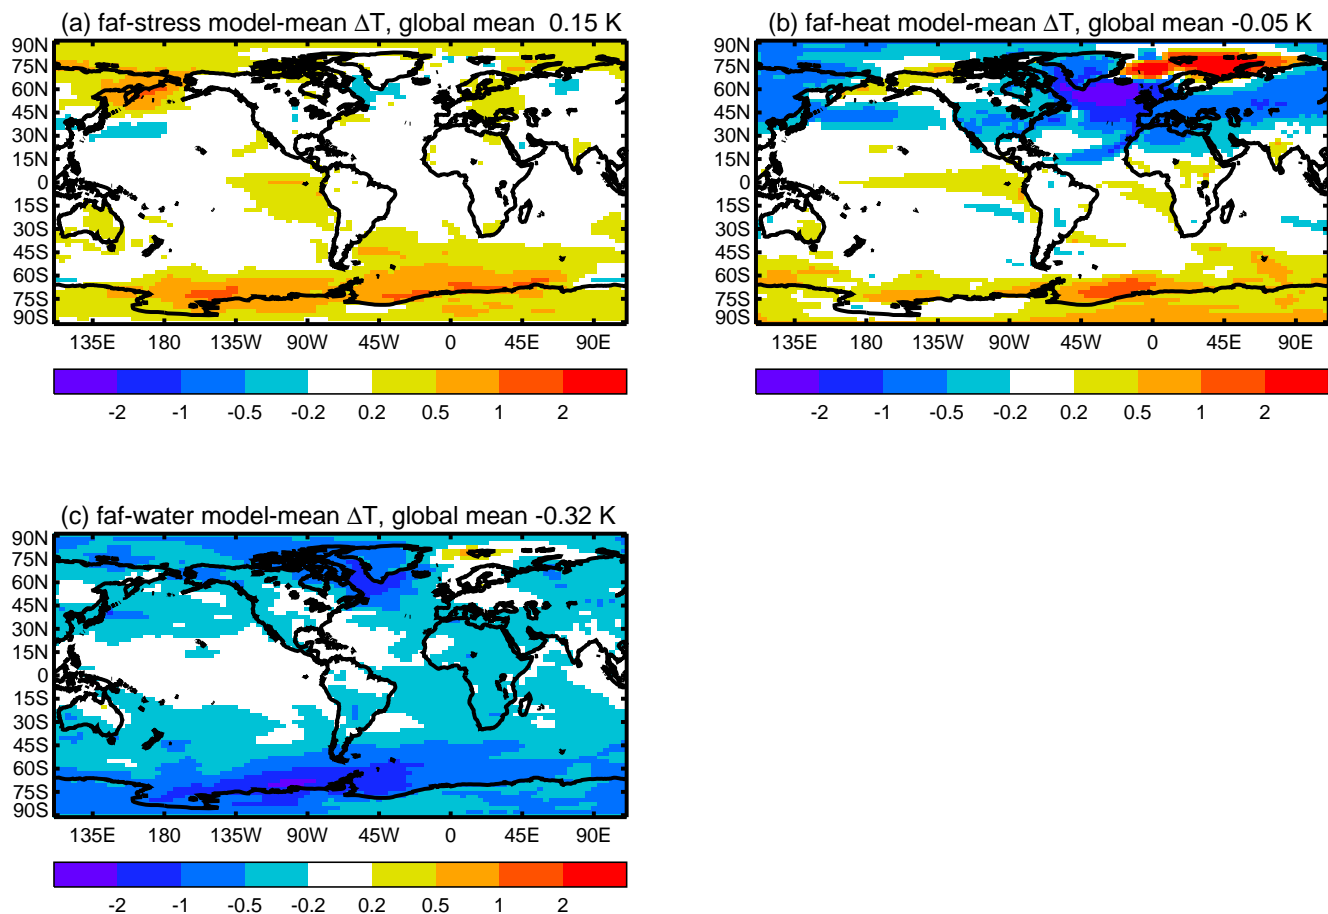 (a) faf-stress model-mean ΔT, global mean 0.15 K
90N
75N
60N
45N
30N
15N
0
15S
30S
45S
60S
75S
90S
135E 180 135W 90W 45W 0 45E 90E
-2 -1 -0.5 -0.2 0.2 0.5 1 2
(b) faf-heat model-mean ΔT, global mean -0.05 K
90N
75N
60N
45N
30N
15N
0
15S
30S
45S
60S
75S
90S
135E 180 135W 90W 45W 0 45E 90E
-2 -1 -0.5 -0.2 0.2 0.5 1 2
(c) faf-water model-mean ΔT, global mean -0.32 K
90N
75N
60N
45N
30N
15N
0
15S
30S
45S
60S
75S
90S
135E 180 135W 90W 45W 0 45E 90E
-2 -1 -0.5 -0.2 0.2 0.5 1 2